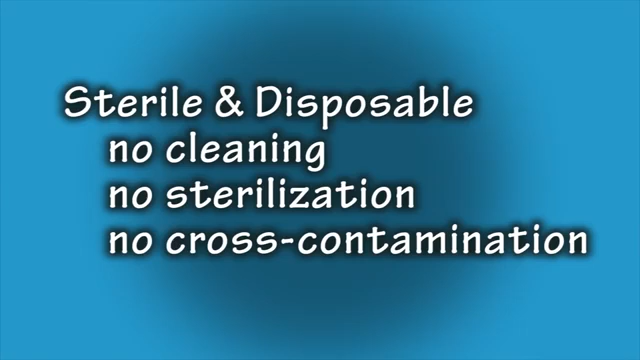 Sterile & Disposable
no cleaning
no sterilization
no cross-contamination